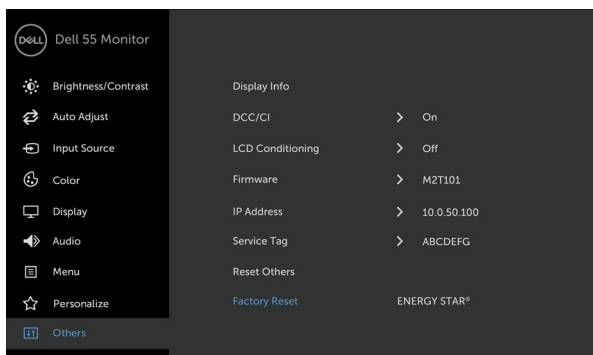 DELL Dell 55 Monitor
Brightness/Contrast Display Info
Auto Adjust DCC/CI On
Input Source LCD Conditioning Off
Color Firmware M2T101
Display IP Address 10.0.50.100
Audio Service Tag ABCDEFG
Menu Reset Others
Personalize Factory Reset ENERGY STAR®
Others